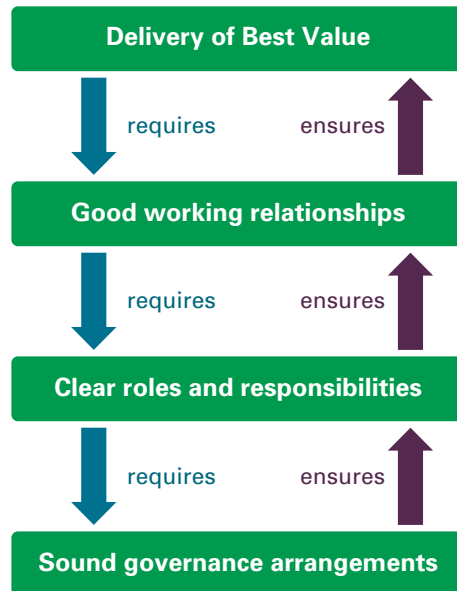 Delivery of Best Value
requires ensures
Good working relationships
requires ensures
Clear roles and responsibilities
requires ensures
Sound governance arrangements